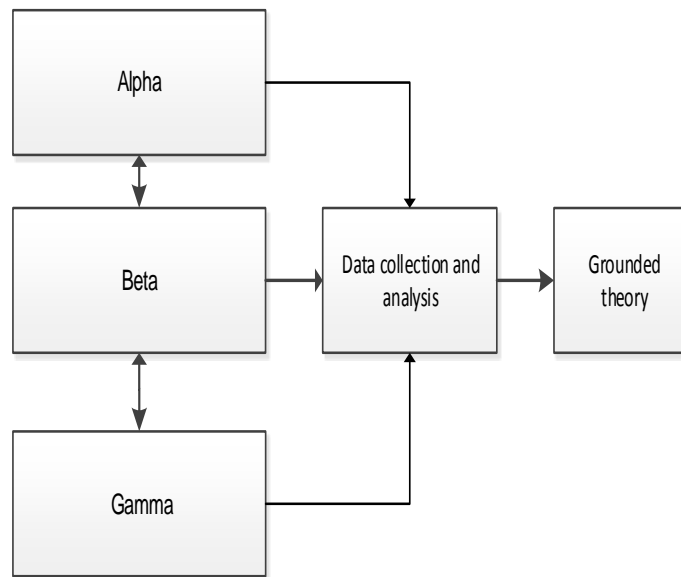 Alpha
Beta
Data collection and
analysis
Grounded
theory
Gamma